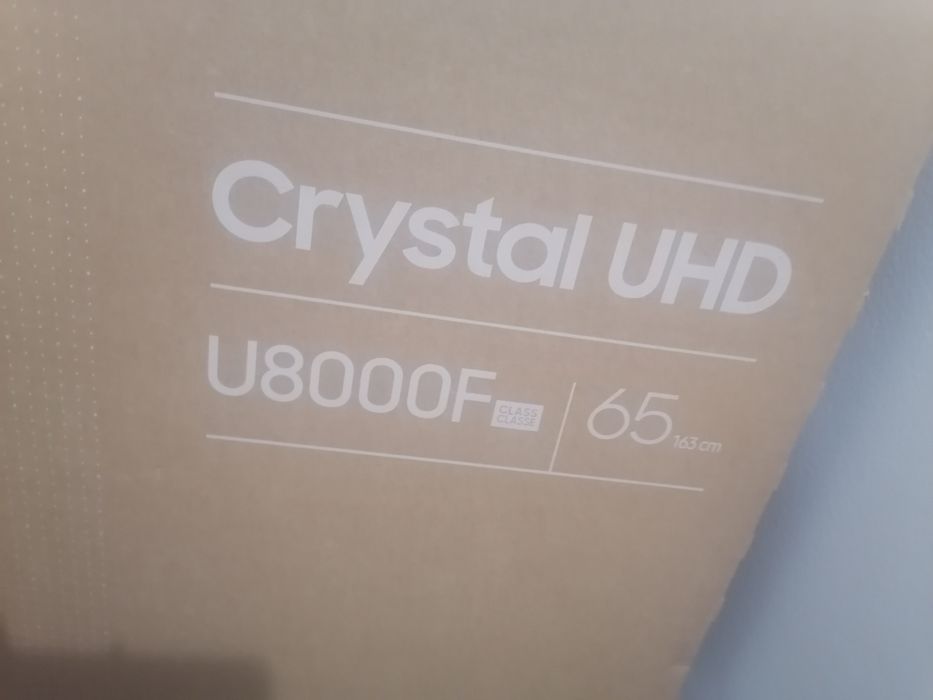 Crystal UHD
U8000F CLASS 65 163 cm
CLASSE